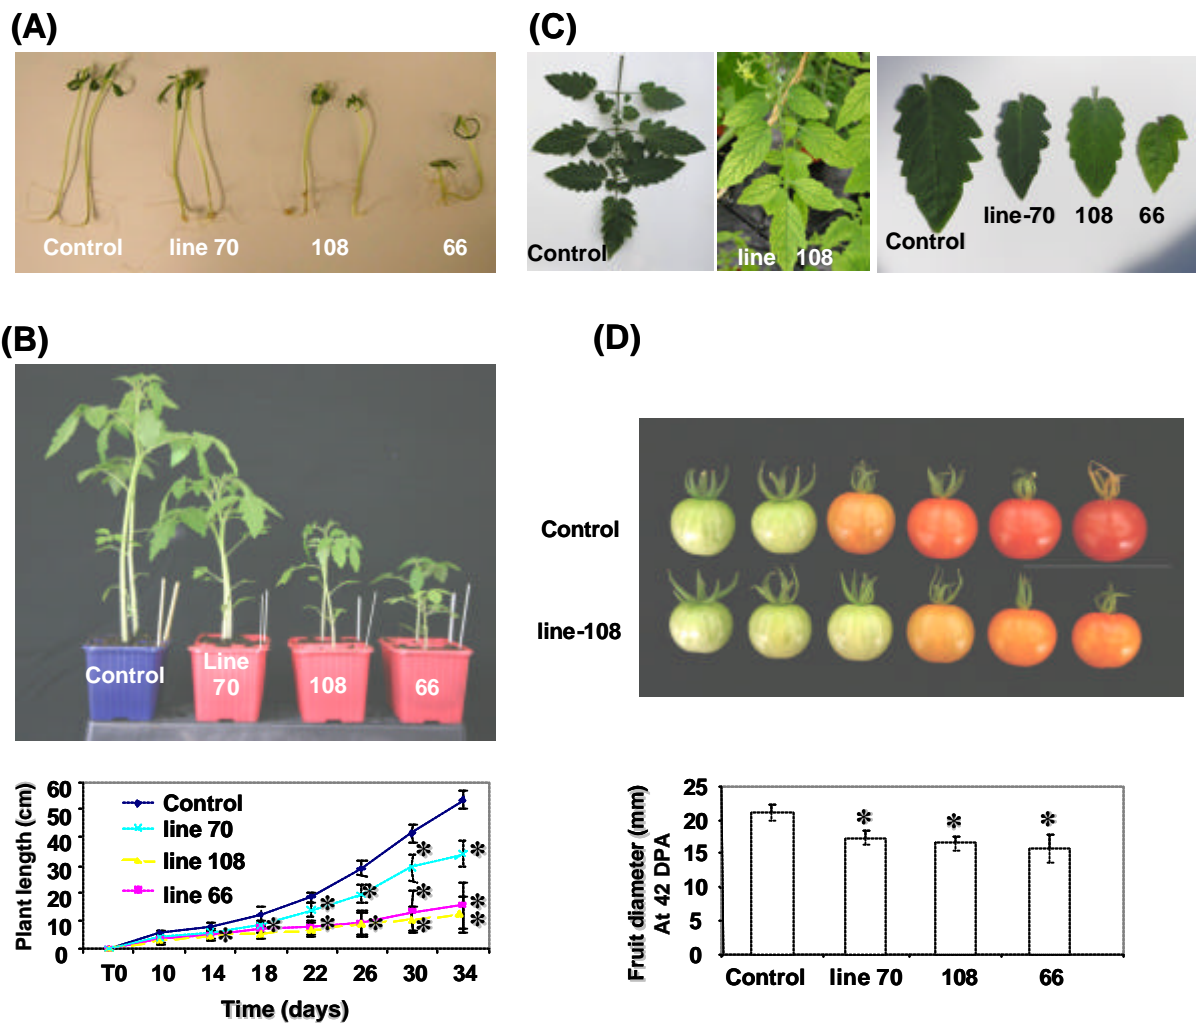 (A)
Control line 70 108 66
(C)
Control
line 108
Control line-70 108 66
(B)
Control Line 70 108 66
60
50
40
30
20
10
0
Plant length (cm)
Control
line 70
line 108
line 66
* * * * * * * * * * * *
T0 10 14 18 22 26 30 34
Time (days)
(D)
Control
line-108
25
20
15
10
5
0
Fruit diameter (mm)
At 42 DPA
* * *
Control line 70 108 66